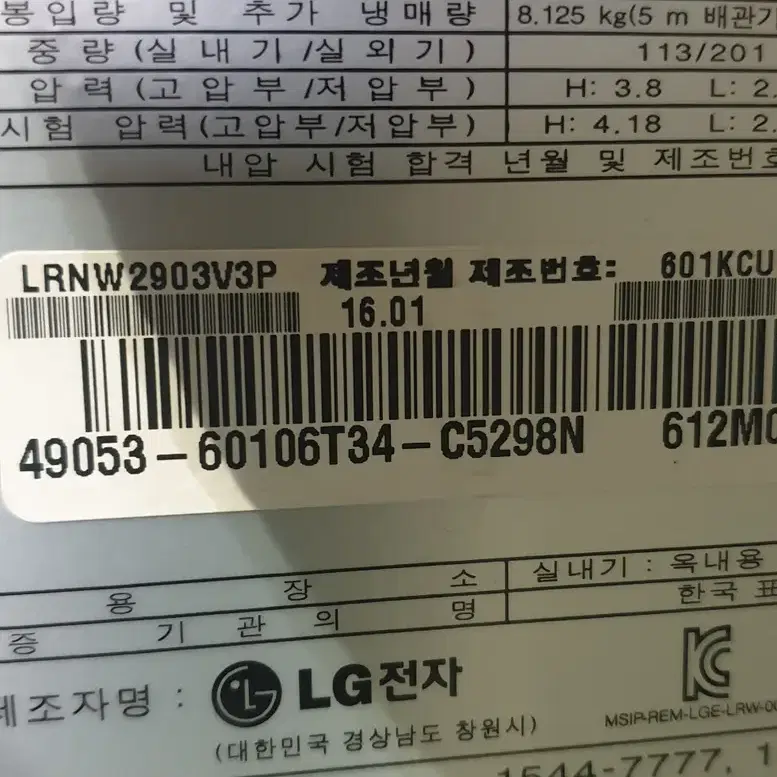 봉입량 및 추가 냉매량 8.125 kg(5 m 배관기
중량(실내기/실외기) 113/201
압력(고압부/저압부) H: 3.8 L: 2.
시험 압력(고압부/저압부) H: 4.18 L: 2.
내압 시험 합격 년월 및 제조번호
LRNW2903V3P 제조년월 제조번호: 601KCU
16.01
49053-60106T34-C5298N 612M
용 장 소 실내기 : 옥내용
증 기 관 의 명 한국 표
제조자명 : LG전자
MSIP-REM-LGE-LRW-0
(대한민국 경상남도 창원시)
1544-7777, 1